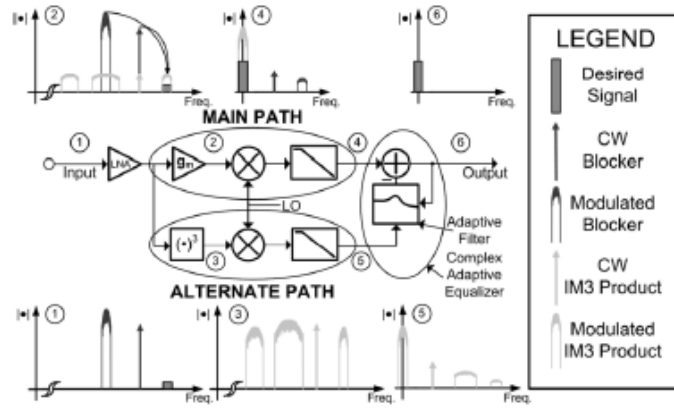 |•| 2
|•| 4
|•| 6
LEGEND
Desired
Signal
CW
Blocker
Modulated
Blocker
CW
IM3 Product
Modulated
IM3 Product
Freq.
Freq.
Freq.
MAIN PATH
1
2
4
6
Input
LNA
gm
Output
LO
(•)³
3
5
Adaptive
Filter
Complex
Adaptive
Equalizer
ALTERNATE PATH
|•| 1
|•| 3
|•| 5
Freq.
Freq.
Freq.